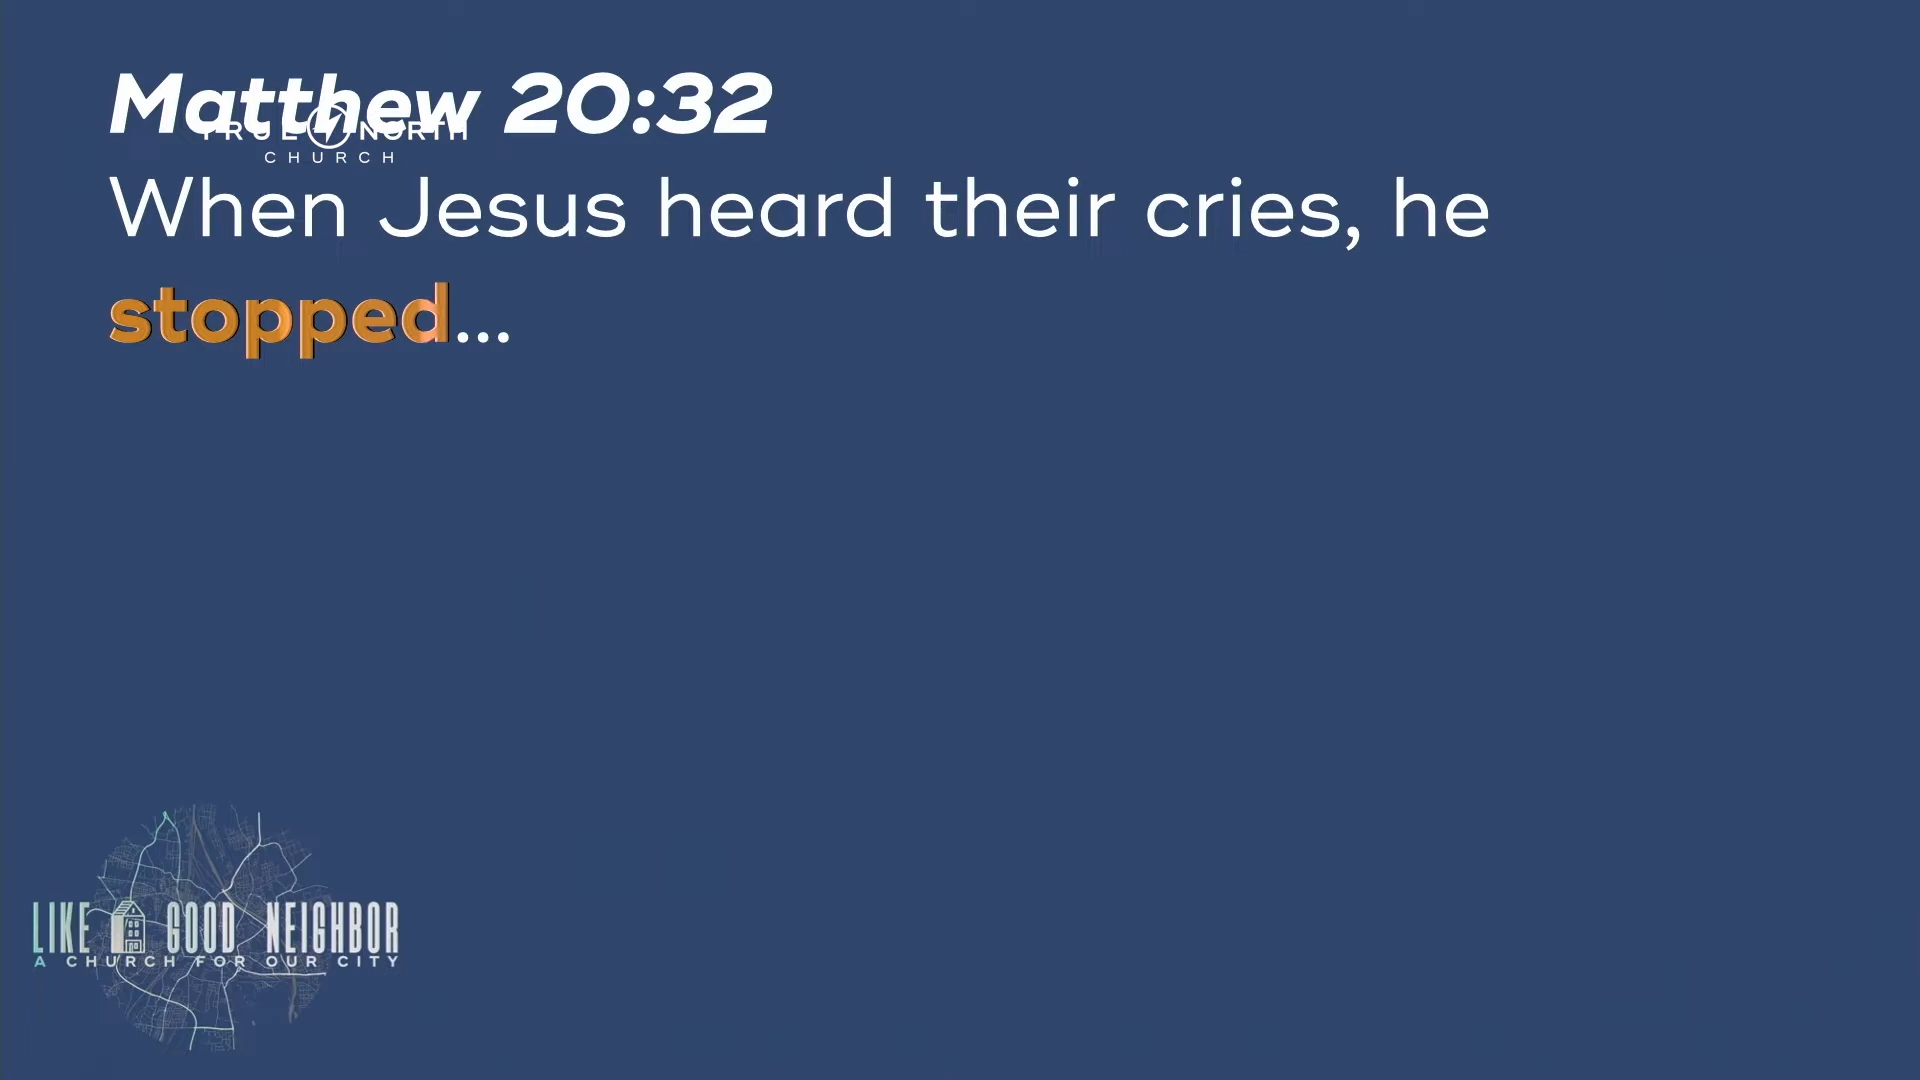 Matthew 20:32
TRUE NORTH
CHURCH
When Jesus heard their cries, he
stopped...
LIKE A GOOD NEIGHBOR
A CHURCH FOR OUR CITY